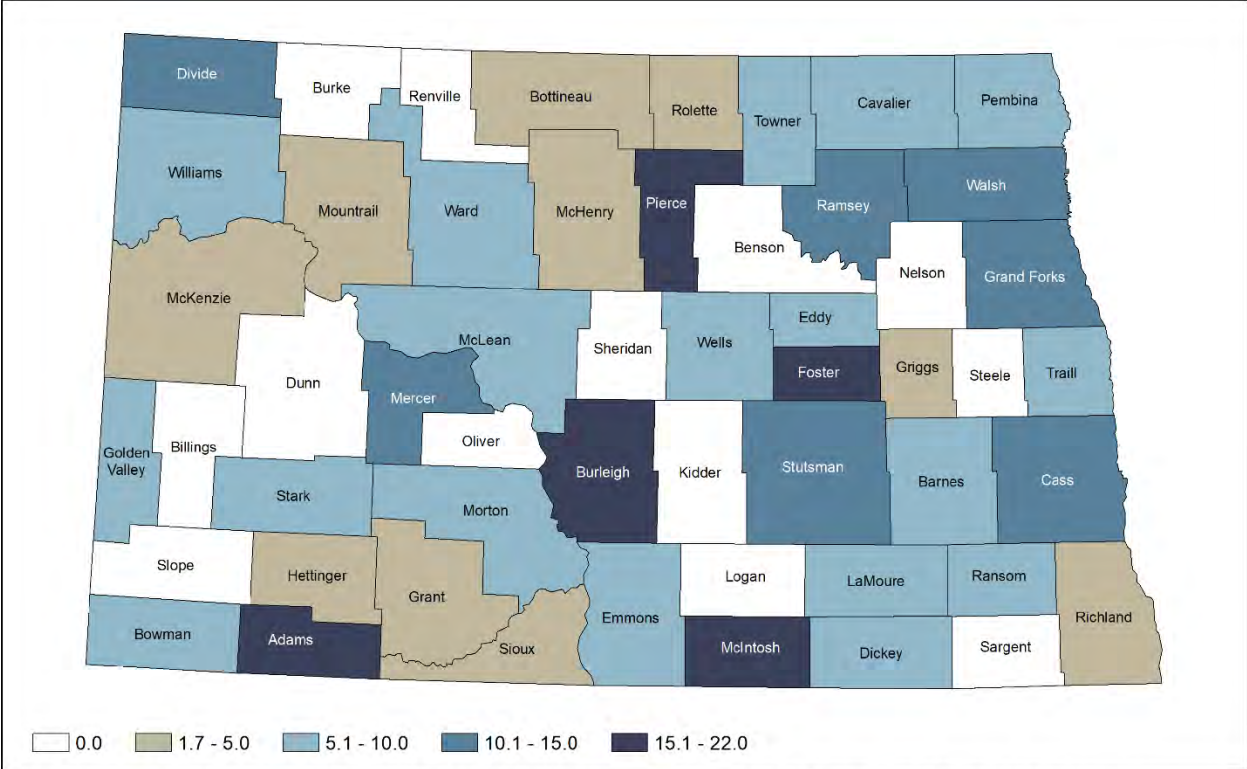 Divide
Burke
Renville
Bottineau
Rolette
Towner
Cavalier
Pembina
Williams
Mountrail
Ward
McHenry
Pierce
Benson
Ramsey
Walsh
Nelson
Grand Forks
McKenzie
Dunn
McLean
Sheridan
Wells
Eddy
Foster
Griggs
Steele
Traill
Golden
Valley
Billings
Mercer
Oliver
Burleigh
Kidder
Stutsman
Barnes
Cass
Stark
Morton
Slope
Hettinger
Grant
Sioux
Emmons
Logan
LaMoure
Ransom
Richland
Bowman
Adams
McIntosh
Dickey
Sargent
0.0
1.7 - 5.0
5.1 - 10.0
10.1 - 15.0
15.1 - 22.0